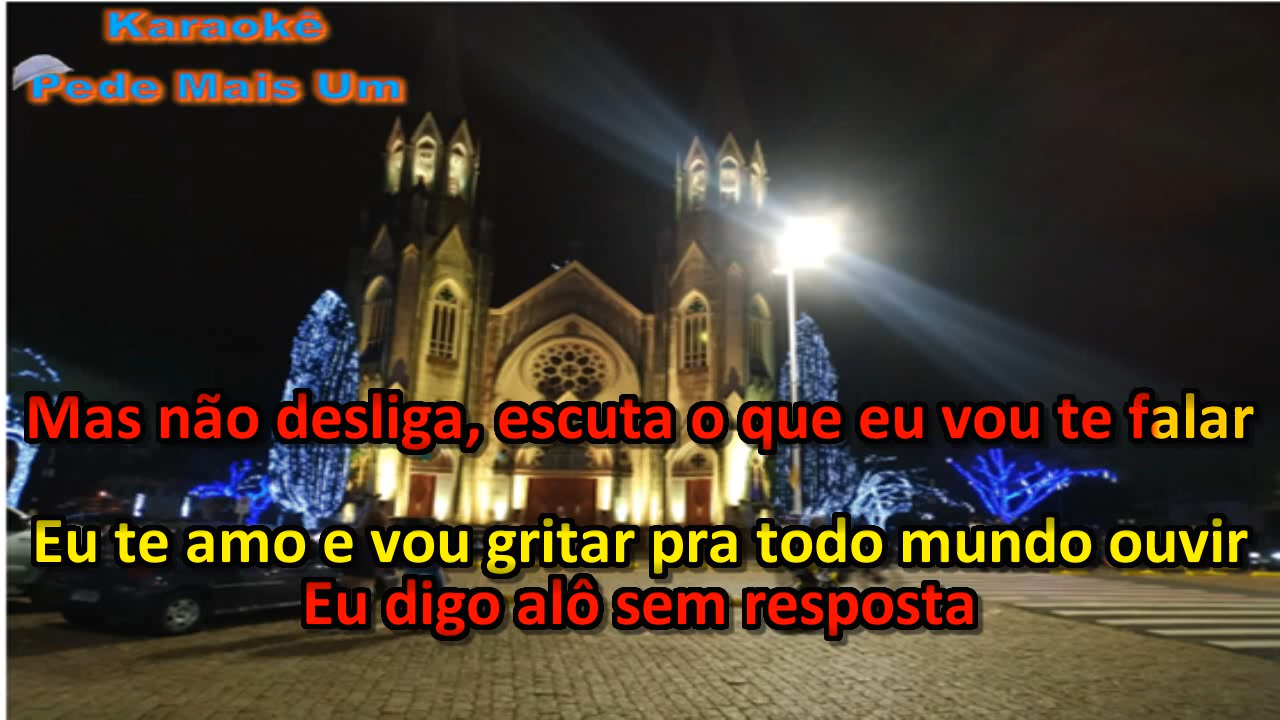 Karaokê
Pede Mais Um
Mas não desliga, escuta o que eu vou te falar
Eu te amo e vou gritar pra todo mundo ouvir
Eu digo alô sem resposta